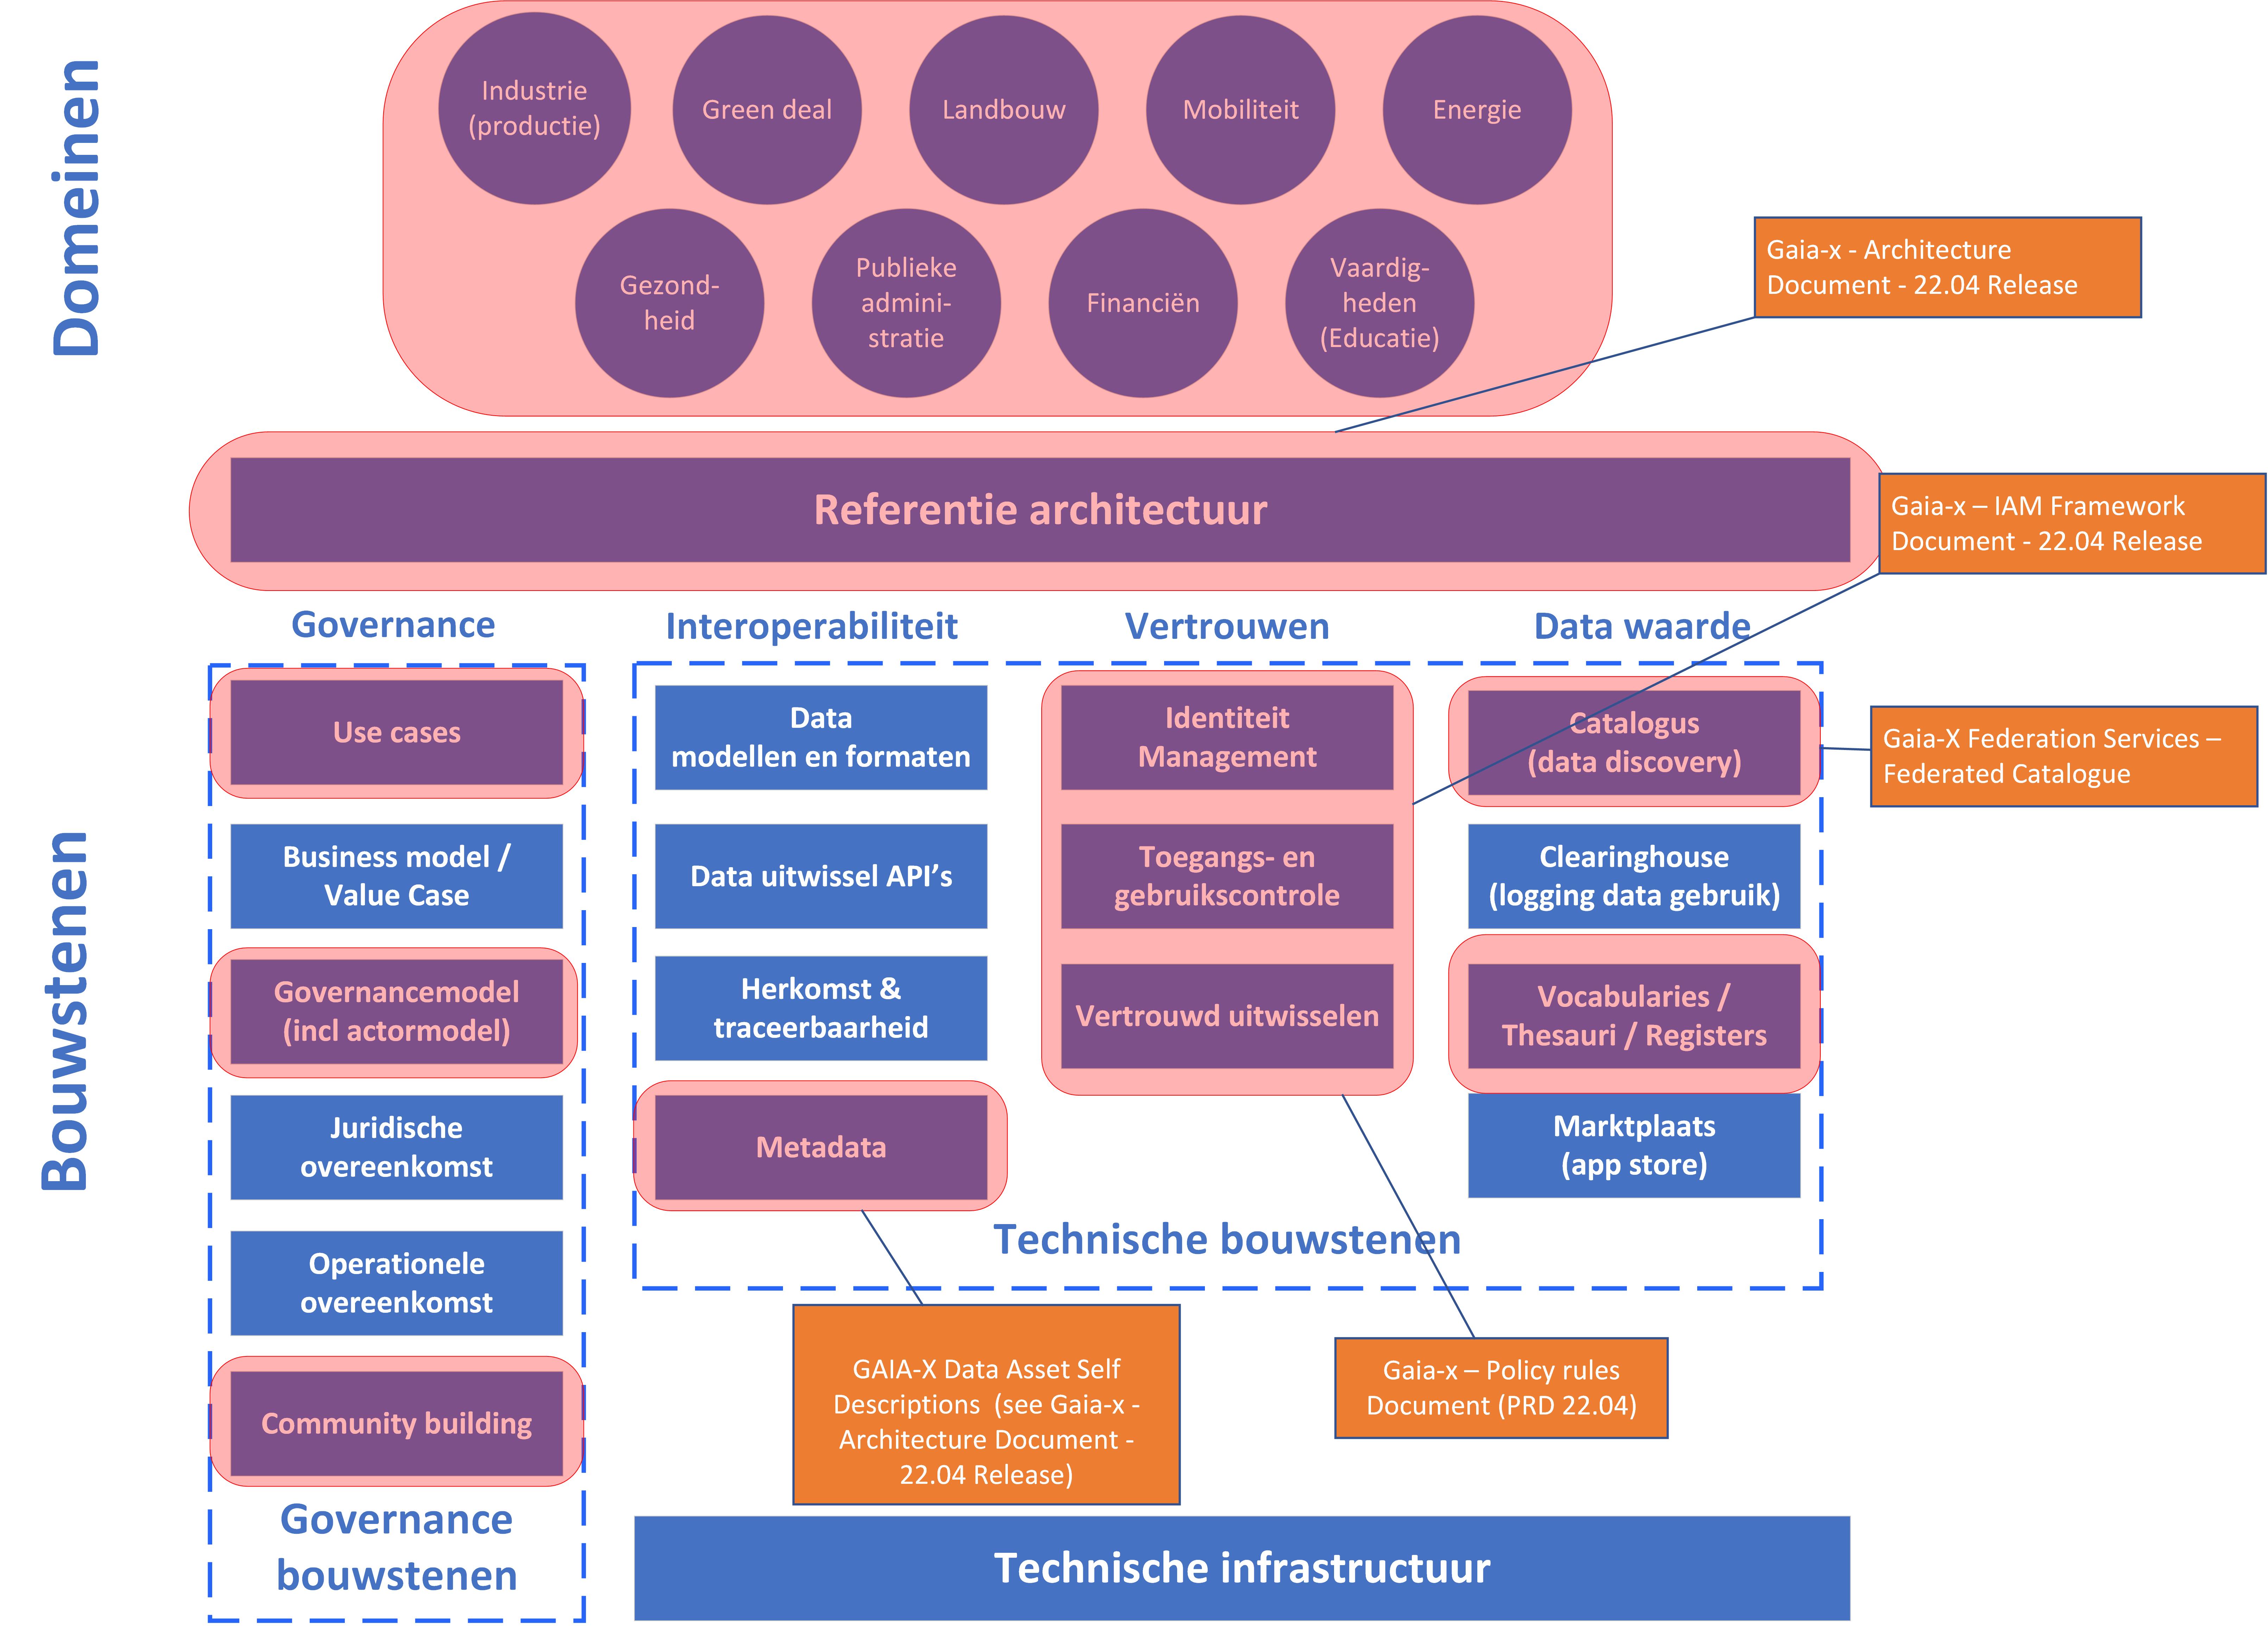 Domeinen
Industrie
(productie)
Green deal
Landbouw
Mobiliteit
Energie
Gezond-
heid
Publieke
admini-
stratie
Financiën
Vaardig-
heden
(Educatie)
Gaia-x - Architecture
Document - 22.04 Release
Referentie architectuur
Gaia-x – IAM Framework
Document - 22.04 Release
Bouwstenen
Governance
Use cases
Business model /
Value Case
Governancemodel
(incl actormodel)
Juridische
overeenkomst
Operationele
overeenkomst
Community building
Governance
bouwstenen
Interoperabiliteit
Data
modellen en formaten
Data uitwissel API’s
Herkomst &
traceerbaarheid
Metadata
Vertrouwen
Identiteit
Management
Toegangs- en
gebruikscontrole
Vertrouwd uitwisselen
Data waarde
Catalogus
(data discovery)
Clearinghouse
(logging data gebruik)
Vocabularies /
Thesauri / Registers
Marktplaats
(app store)
Gaia-X Federation Services –
Federated Catalogue
Technische bouwstenen
GAIA-X Data Asset Self
Descriptions  (see Gaia-x -
Architecture Document -
22.04 Release)
Gaia-x – Policy rules
Document (PRD 22.04)
Technische infrastructuur